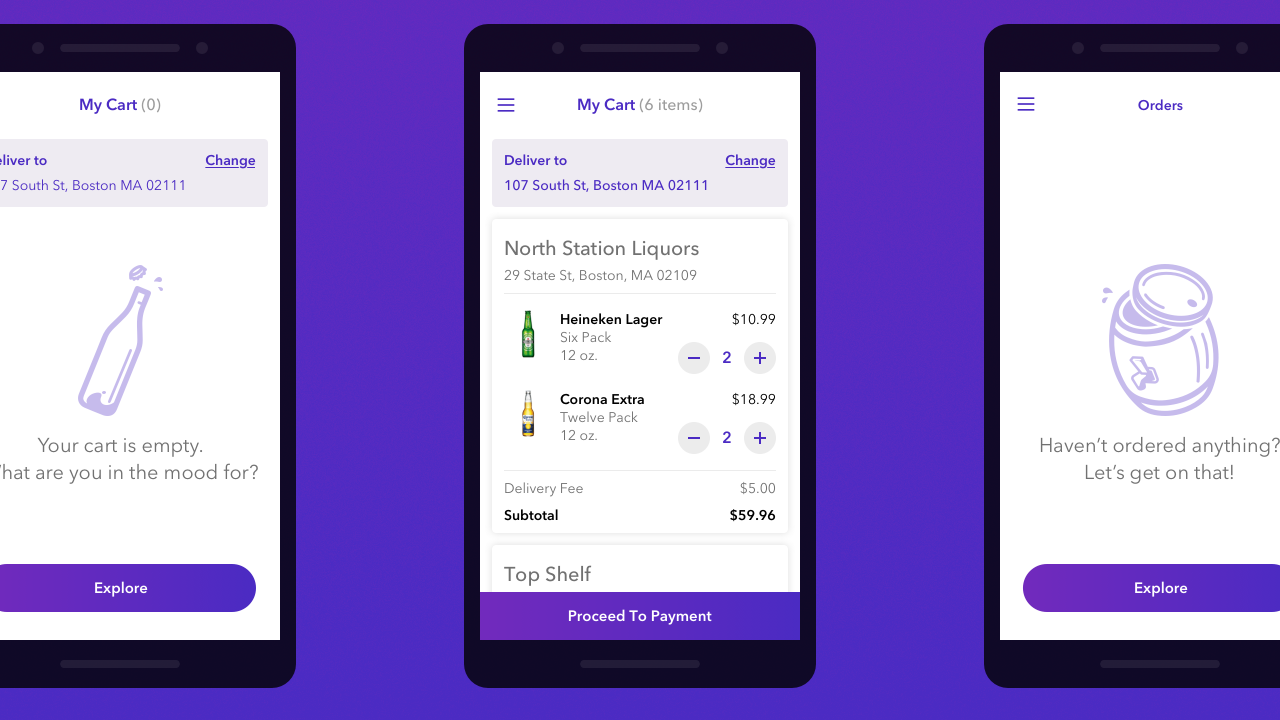 My Cart (0)
Change
7 South St, Boston MA 02111
Your cart is empty.
are you in the mood for?
Explore
My Cart (6 items)
Deliver to Change
107 South St, Boston MA 02111
North Station Liquors
29 State St, Boston, MA 02109
Heineken Lager $10.99
Six Pack
12 oz.
2
Corona Extra $18.99
Twelve Pack
12 oz.
2
Delivery Fee $5.00
Subtotal $59.96
Top Shelf
Proceed To Payment
Orders
Haven’t ordered anything?
Let’s get on that!
Explore